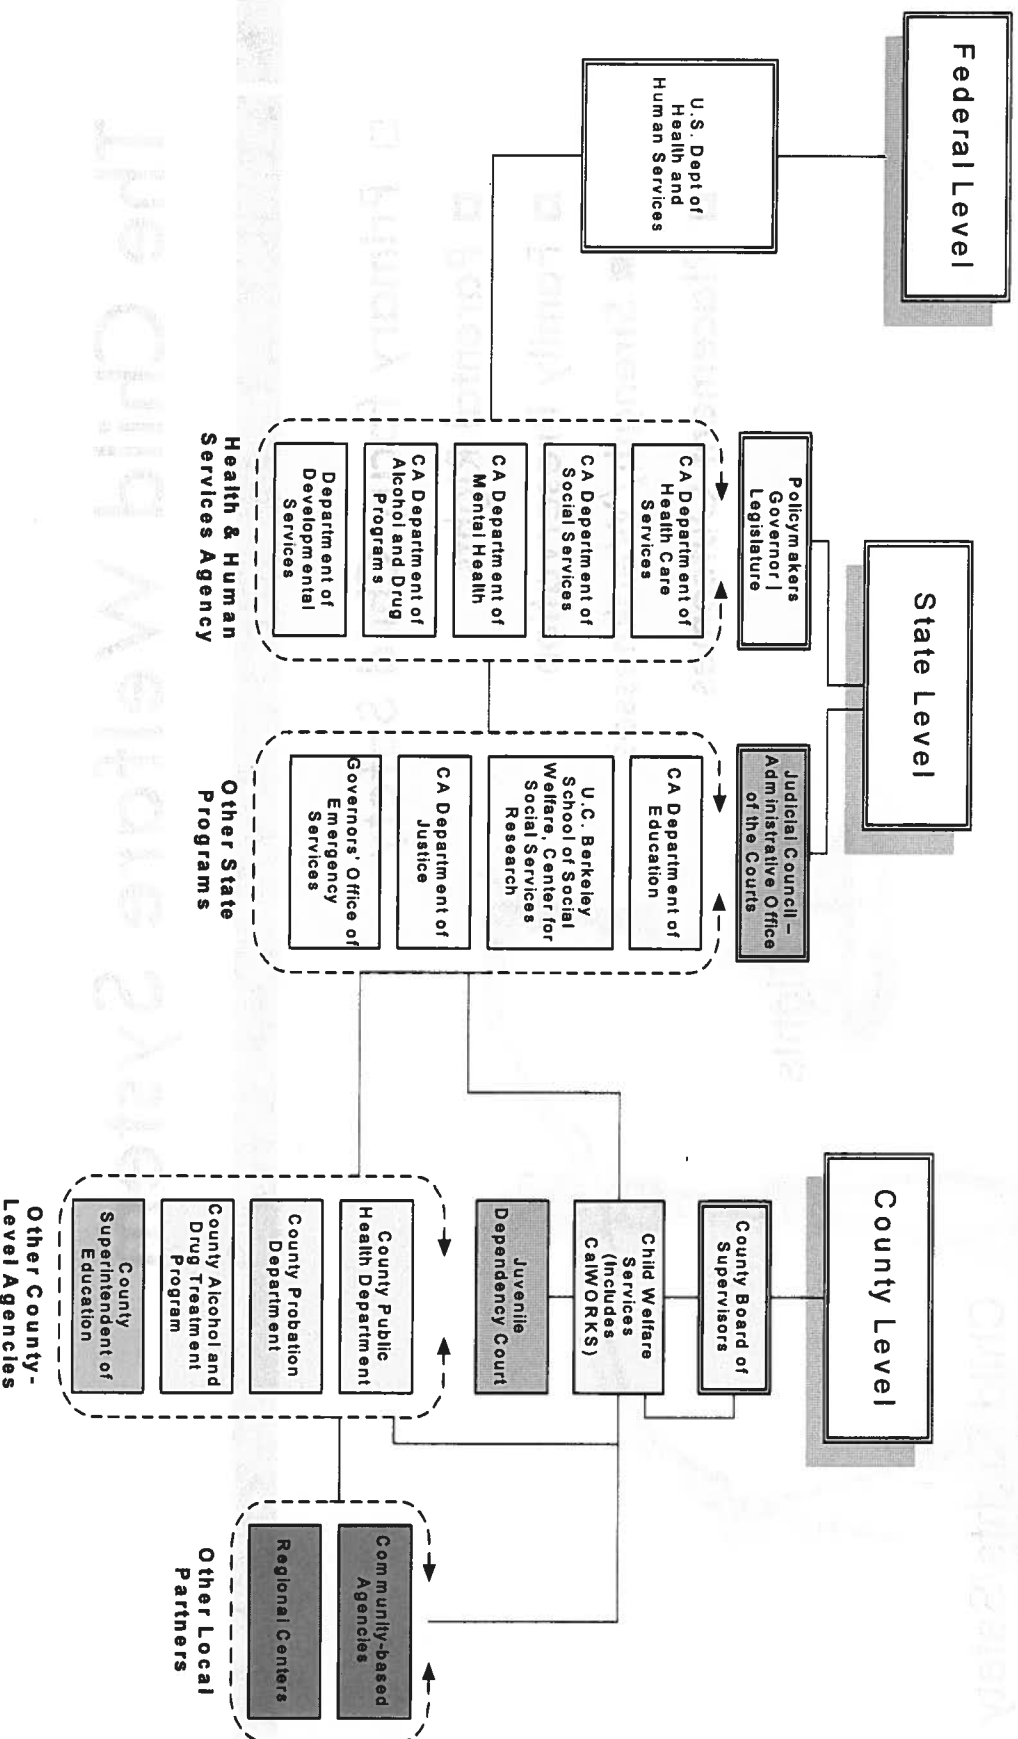 Federal Level
U.S. Dept of
Health and
Human Services
State Level
Policymakers
Governor |
Legislature
Judicial Council –
Administrative Office
of the Courts
CA Department of
Health Care
Services
CA Department of
Social Services
CA Department of
Mental Health
CA Department of
Alcohol and Drug
Programs
Department of
Developmental
Services
Health & Human
Services Agency
CA Department of
Education
U.C. Berkeley
School of Social
Welfare, Center for
Social Services
Research
CA Department of
Justice
Governors' Office of
Emergency
Services
Other State
Programs
County Level
County Board of
Supervisors
Child Welfare
Services
(Includes
CalWORKS)
Juvenile
Dependency Court
County Public
Health Department
County Probation
Department
County Alcohol and
Drug Treatment
Program
County
Superintendent of
Education
Other County-
Level Agencies
Community-based
Agencies
Regional Centers
Other Local
Partners